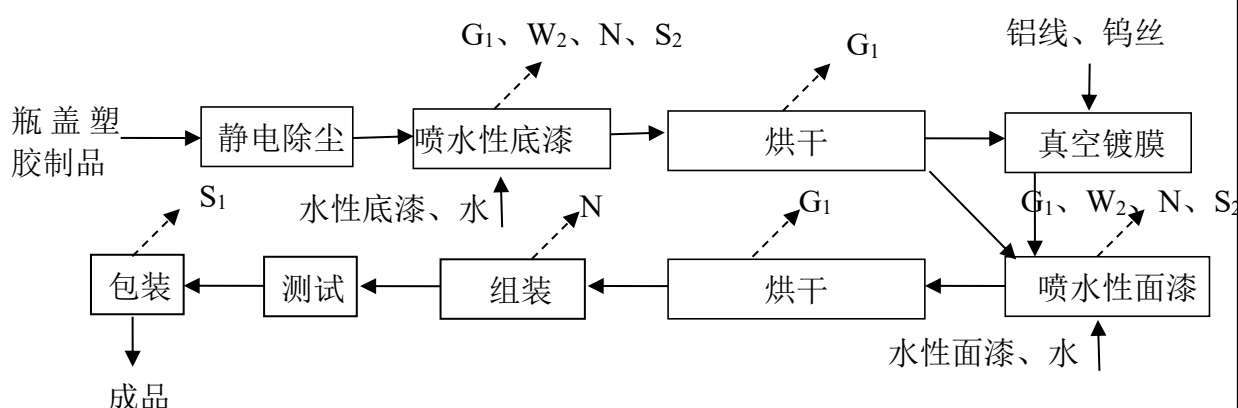 G₁、W₂、N、S₂
G₁
铝线、钨丝
瓶盖塑
胶制品
静电除尘
喷水性底漆
烘干
真空镀膜
水性底漆、水
S₁
N
G₁
G₁、W₂、N、S₂
包装
测试
组装
烘干
喷水性面漆
水性面漆、水
成品